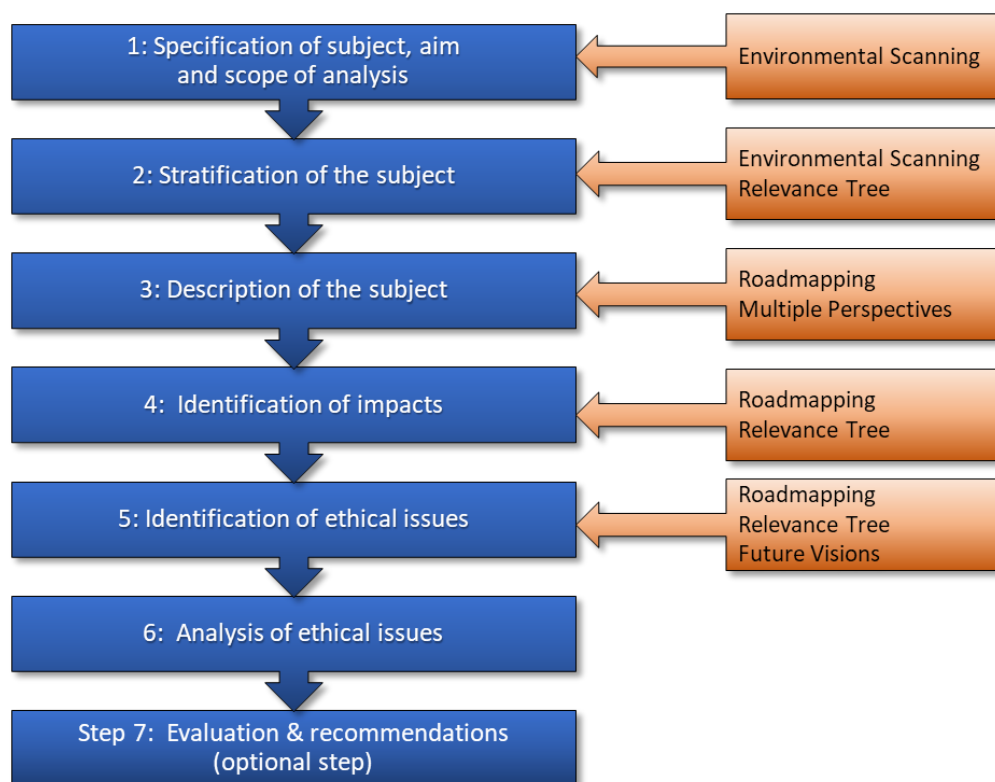 1: Specification of subject, aim
and scope of analysis
Environmental Scanning
2: Stratification of the subject
Environmental Scanning
Relevance Tree
3: Description of the subject
Roadmapping
Multiple Perspectives
4: Identification of impacts
Roadmapping
Relevance Tree
5: Identification of ethical issues
Roadmapping
Relevance Tree
Future Visions
6: Analysis of ethical issues
Step 7: Evaluation & recommendations
(optional step)